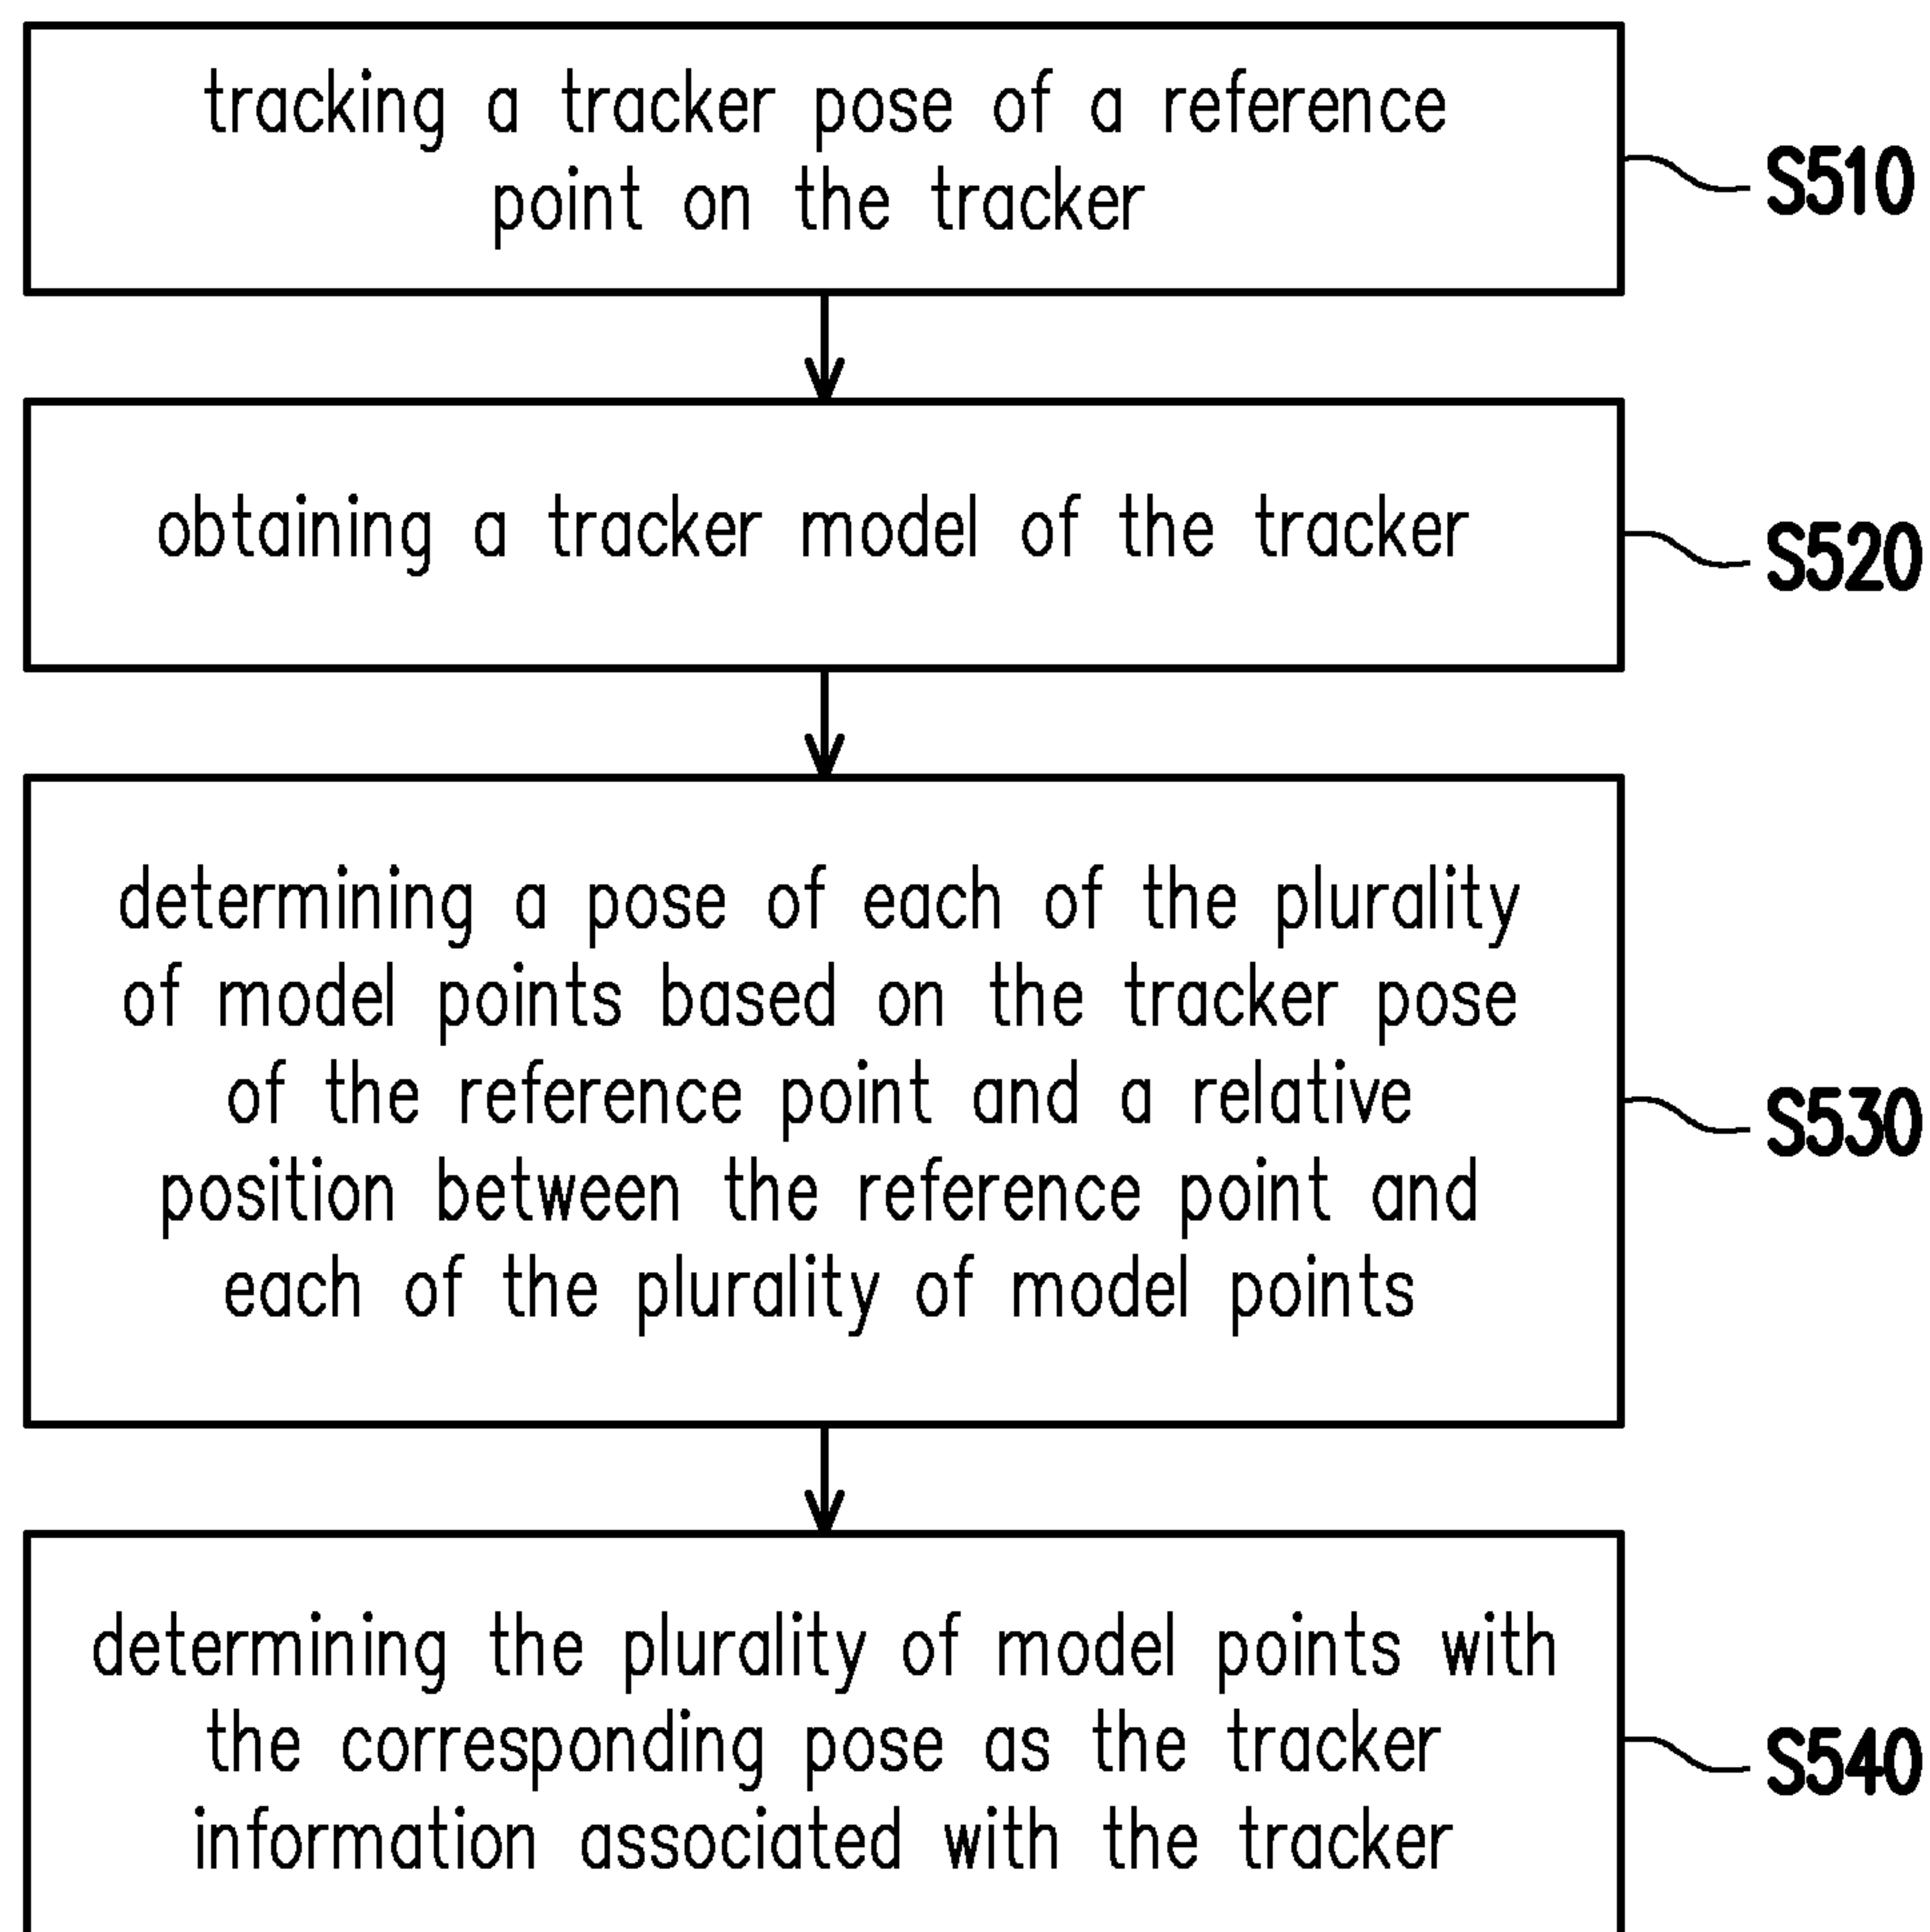 tracking a tracker pose of a reference
point on the tracker
S510
obtaining a tracker model of the tracker
S520
determining a pose of each of the plurality
of model points based on the tracker pose
of the reference point and a relative
position between the reference point and
each of the plurality of model points
S530
determining the plurality of model points with
the corresponding pose as the tracker
information associated with the tracker
S540